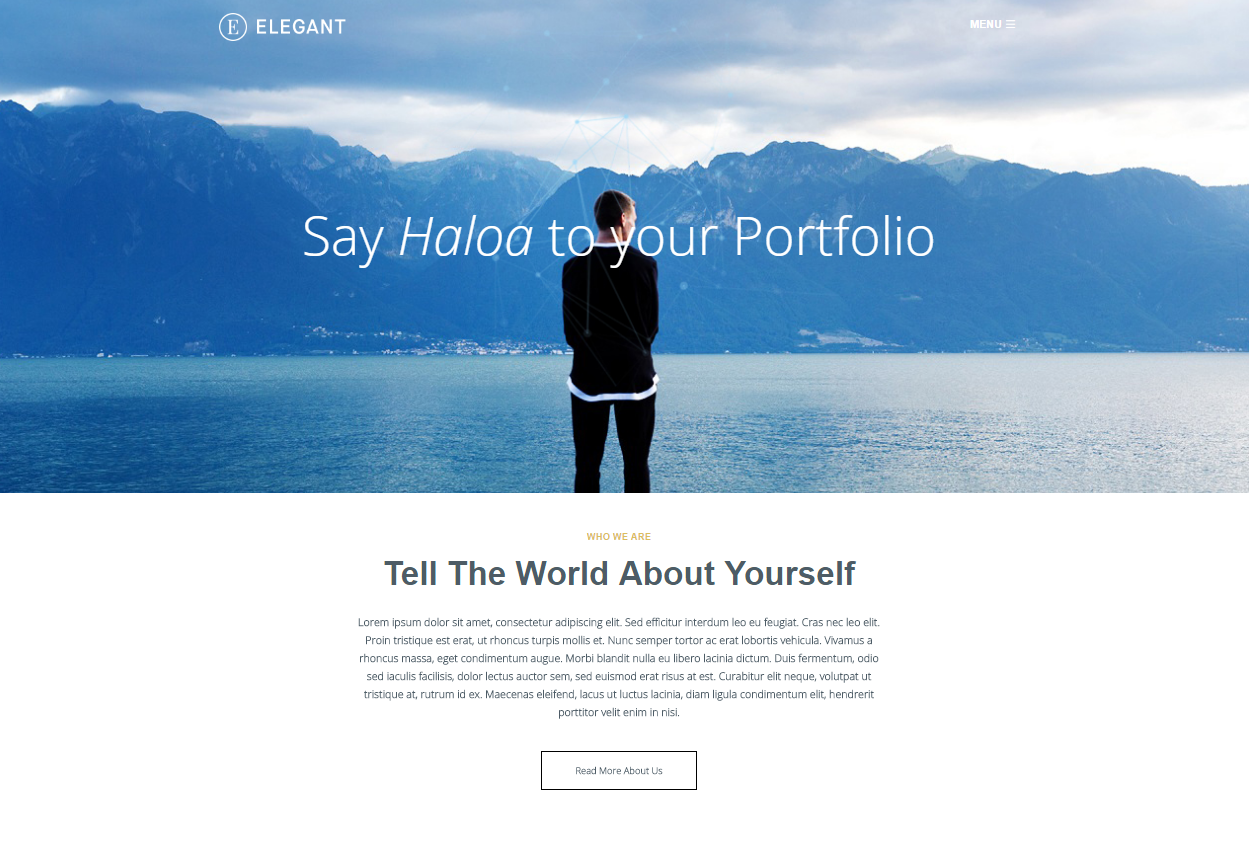 E ELEGANT
MENU
Say Haloa to your Portfolio
WHO WE ARE
Tell The World About Yourself
Lorem ipsum dolor sit amet, consectetur adipiscing elit. Sed efficitur interdum leo eu feugiat. Cras nec leo elit.
Proin tristique est erat, ut rhoncus turpis mollis et. Nunc semper tortor ac erat lobortis vehicula. Vivamus a
rhoncus massa, eget condimentum augue. Morbi blandit nulla eu libero lacinia dictum. Duis fermentum, odio
sed iaculis facilisis, dolor lectus auctor sem, sed euismod erat risus at est. Curabitur elit neque, volutpat ut
tristique at, rutrum id ex. Maecenas eleifend, lacus ut luctus lacinia, diam ligula condimentum elit, hendrerit
porttitor velit enim in nisi.
Read More About Us